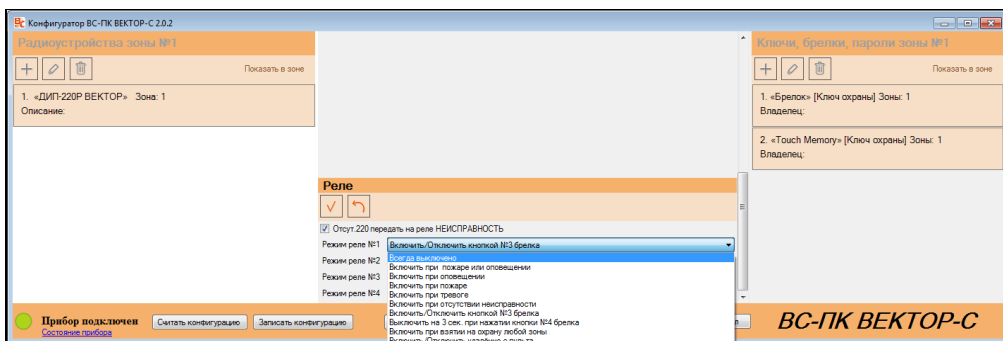 Конфигуратор ВС-ПК ВЕКТОР-С 2.0.2
Радиоустройства зоны №1
Показать в зоне
1. «ДИП-220Р ВЕКТОР» Зона: 1
Описание:
Реле
Отсут.220 передать на реле НЕИСПРАВНОСТЬ
Режим реле №1 Включить/Отключить кнопкой №3 брелка
Режим реле №2
Режим реле №3
Режим реле №4
Всегда выключено
Включить при пожаре или оповещении
Включить при оповещении
Включить при пожаре
Включить при тревоге
Включить при отсутствии неисправности
Включить/Отключить кнопкой №3 брелка
Выключить на 3 сек. при нажатии кнопки №4 брелка
Включить при взятии на охрану любой зоны
Включить/Отключить удалённо с пульта
Ключи, брелки, пароли зоны №1
Показать в зоне
1. «Брелок» [Ключ охраны] Зоны: 1
Владелец:
2. «Touch Memory» [Ключ охраны] Зоны: 1
Владелец:
Прибор подключен
Состояние прибора
Считать конфигурацию
Записать конфигурацию
ВС-ПК ВЕКТОР-С